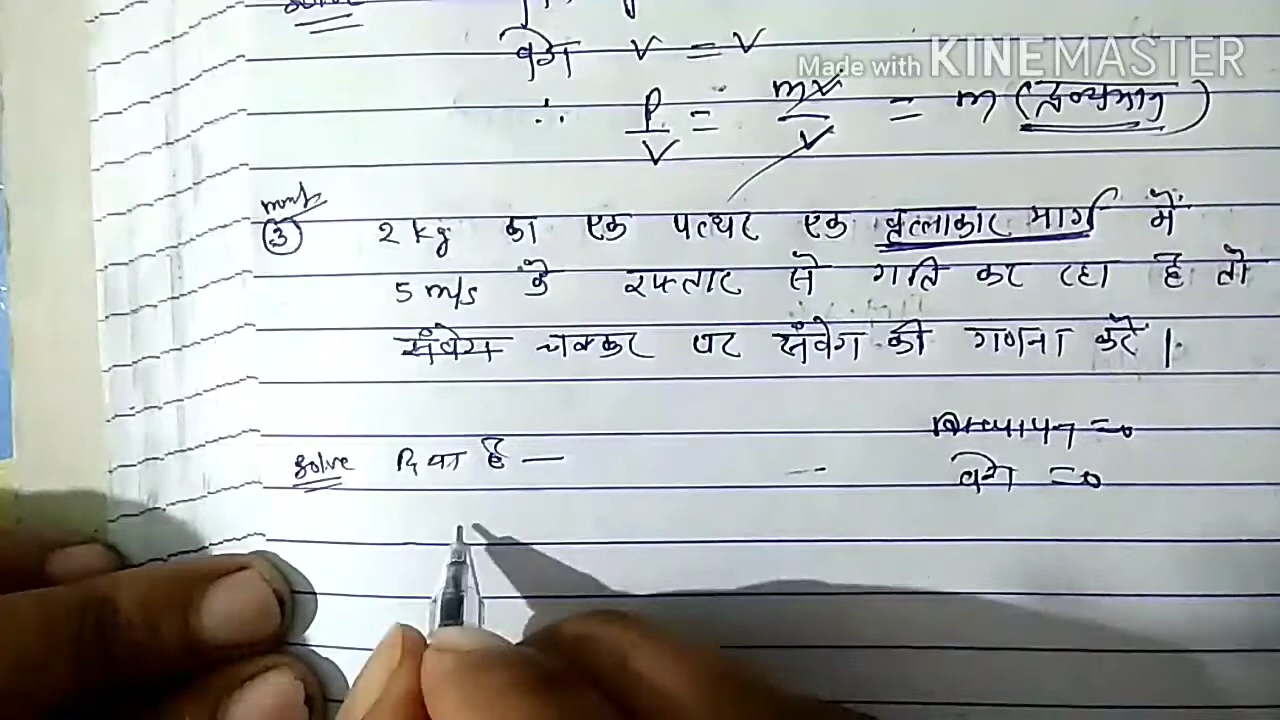 Solve
वेग v = v
Made with KINEMASTER
∴ P/V = mv/v = m (द्रव्यमान)
③ 2 kg का एक पत्थर एक वृत्ताकार मार्ग में
5 m/s के रफ्तार से गति कर रहा है तो
संवेग चक्कर पर संवेग की गणना करें।
विस्थापन = 0
Solve दिया है —
वेग = 0